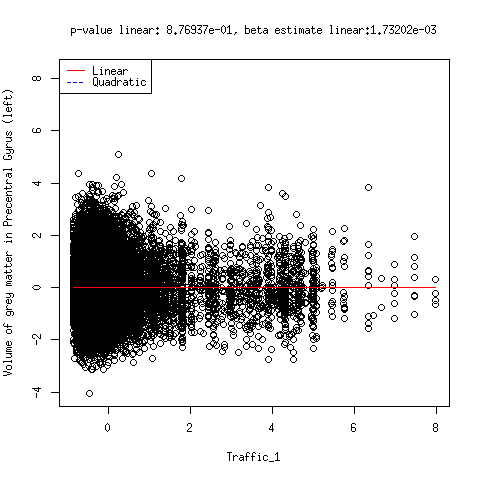 p-value linear: 8.76937e-01, beta estimate linear:1.73202e-03
Linear
Quadratic
Volume of grey matter in Precentral Gyrus (left)
8
6
4
2
0
-2
-4
0 2 4 6 8
Traffic_1